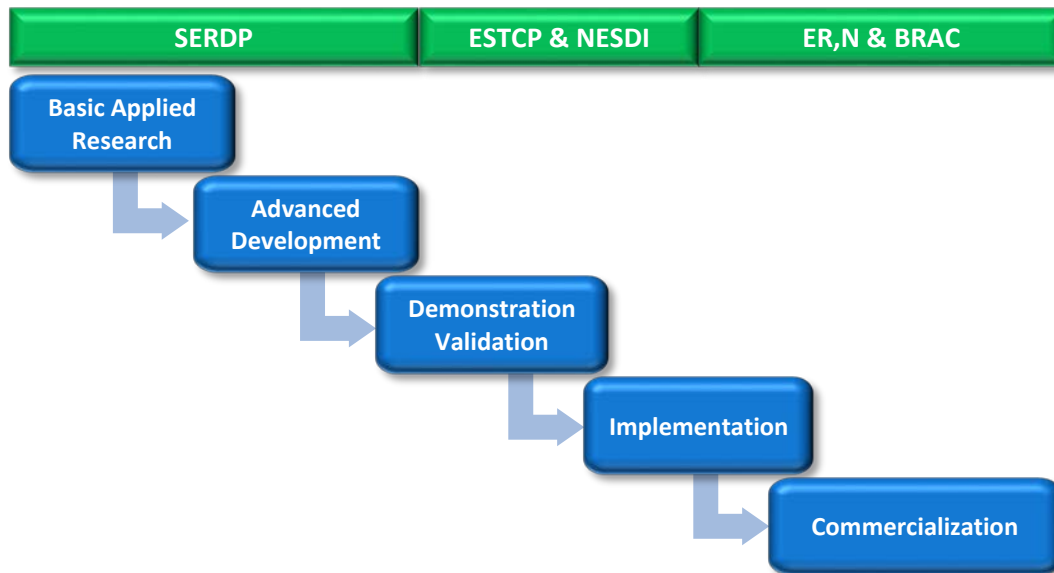 SERDP
ESTCP & NESDI
ER,N & BRAC
Basic Applied
Research
Advanced
Development
Demonstration
Validation
Implementation
Commercialization